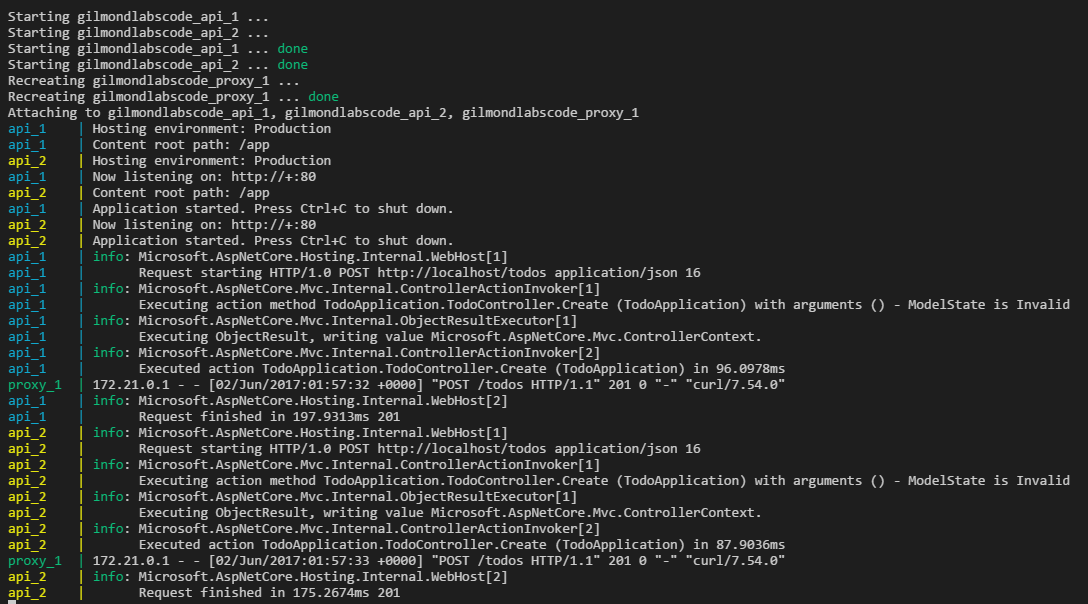 Starting gilmondlabscode_api_1 ...
Starting gilmondlabscode_api_2 ...
Starting gilmondlabscode_api_1 ... done
Starting gilmondlabscode_api_2 ... done
Recreating gilmondlabscode_proxy_1 ...
Recreating gilmondlabscode_proxy_1 ... done
Attaching to gilmondlabscode_api_1, gilmondlabscode_api_2, gilmondlabscode_proxy_1
api_1    | Hosting environment: Production
api_1    | Content root path: /app
api_2    | Hosting environment: Production
api_1    | Now listening on: http://+:80
api_2    | Content root path: /app
api_1    | Application started. Press Ctrl+C to shut down.
api_2    | Now listening on: http://+:80
api_2    | Application started. Press Ctrl+C to shut down.
api_1    | info: Microsoft.AspNetCore.Hosting.Internal.WebHost[1]
api_1    |       Request starting HTTP/1.0 POST http://localhost/todos application/json 16
api_1    | info: Microsoft.AspNetCore.Mvc.Internal.ControllerActionInvoker[1]
api_1    |       Executing action method TodoApplication.TodoController.Create (TodoApplication) with arguments () - ModelState is Invalid
api_1    | info: Microsoft.AspNetCore.Mvc.Internal.ObjectResultExecutor[1]
api_1    |       Executing ObjectResult, writing value Microsoft.AspNetCore.Mvc.ControllerContext.
api_1    | info: Microsoft.AspNetCore.Mvc.Internal.ControllerActionInvoker[2]
api_1    |       Executed action TodoApplication.TodoController.Create (TodoApplication) in 96.0978ms
proxy_1  | 172.21.0.1 - - [02/Jun/2017:01:57:32 +0000] "POST /todos HTTP/1.1" 201 0 "-" "curl/7.54.0"
api_1    | info: Microsoft.AspNetCore.Hosting.Internal.WebHost[2]
api_1    |       Request finished in 197.9313ms 201
api_2    | info: Microsoft.AspNetCore.Hosting.Internal.WebHost[1]
api_2    |       Request starting HTTP/1.0 POST http://localhost/todos application/json 16
api_2    | info: Microsoft.AspNetCore.Mvc.Internal.ControllerActionInvoker[1]
api_2    |       Executing action method TodoApplication.TodoController.Create (TodoApplication) with arguments () - ModelState is Invalid
api_2    | info: Microsoft.AspNetCore.Mvc.Internal.ObjectResultExecutor[1]
api_2    |       Executing ObjectResult, writing value Microsoft.AspNetCore.Mvc.ControllerContext.
api_2    | info: Microsoft.AspNetCore.Mvc.Internal.ControllerActionInvoker[2]
api_2    |       Executed action TodoApplication.TodoController.Create (TodoApplication) in 87.9036ms
proxy_1  | 172.21.0.1 - - [02/Jun/2017:01:57:33 +0000] "POST /todos HTTP/1.1" 201 0 "-" "curl/7.54.0"
api_2    | info: Microsoft.AspNetCore.Hosting.Internal.WebHost[2]
api_2    |       Request finished in 175.2674ms 201